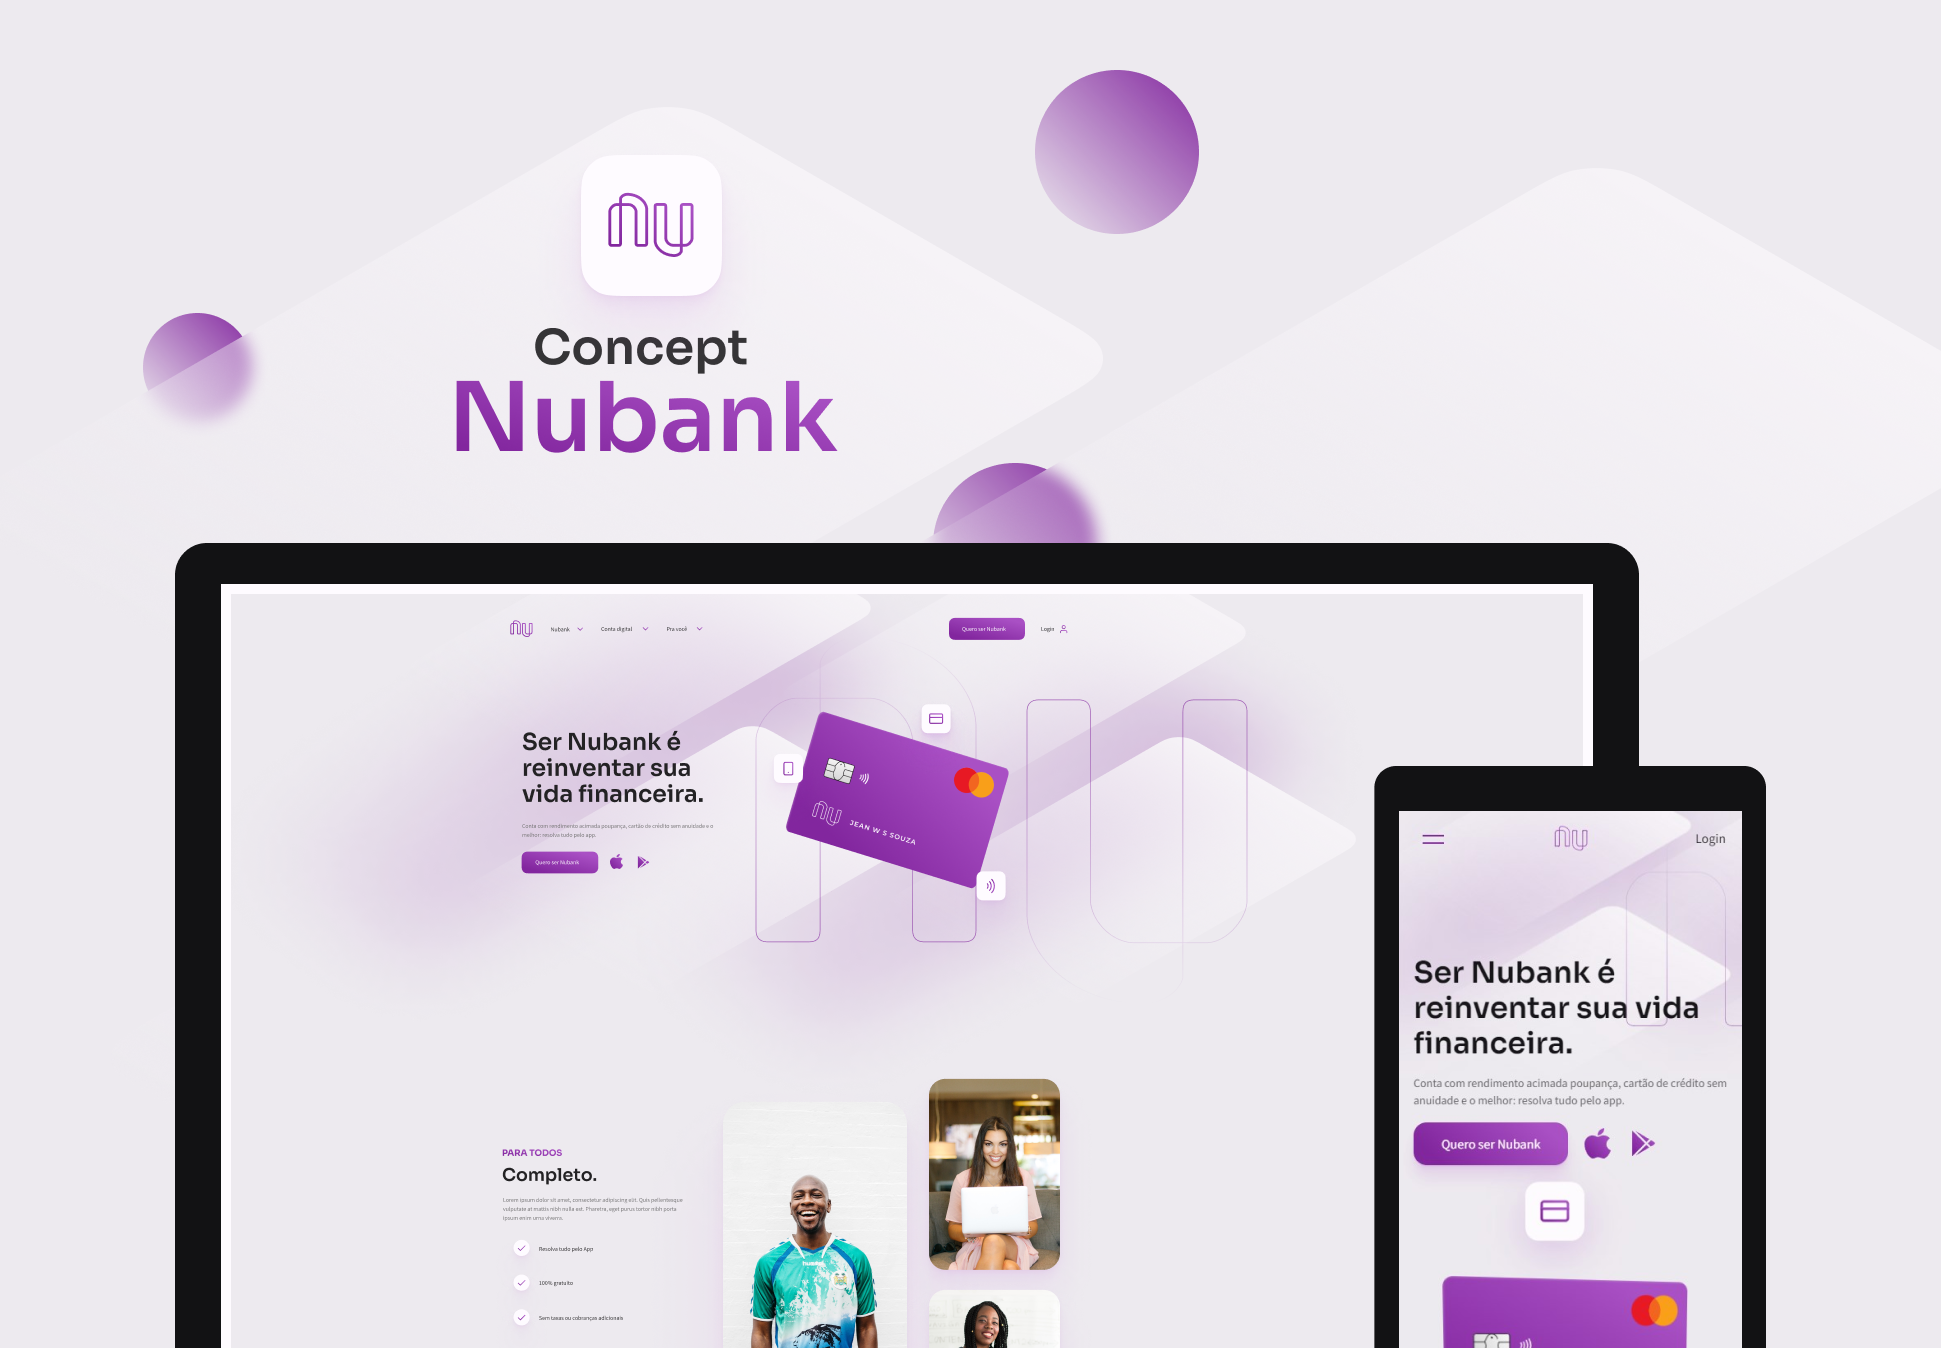 nu
Concept
Nubank
nu Nubank Conta digital Pra você Quero ser Nubank Login
Ser Nubank é
reinventar sua
vida financeira.
Conta com rendimento acimada poupança, cartão de crédito sem anuidade e o
melhor: resolva tudo pelo app.
Quero ser Nubank
nu JEAN W S SOUZA
PARA TODOS
Completo.
Lorem ipsum dolor sit amet, consectetur adipiscing elit. Quis pellentesque
vulputate at mattis nibh nulla est. Pharetra, eget purus tortor nibh porta
ipsum enim urna viverra.
Resolva tudo pelo App
100% gratuito
Sem taxas ou cobranças adicionais
nu Login
Ser Nubank é
reinventar sua vida
financeira.
Conta com rendimento acimada poupança, cartão de crédito sem
anuidade e o melhor: resolva tudo pelo app.
Quero ser Nubank